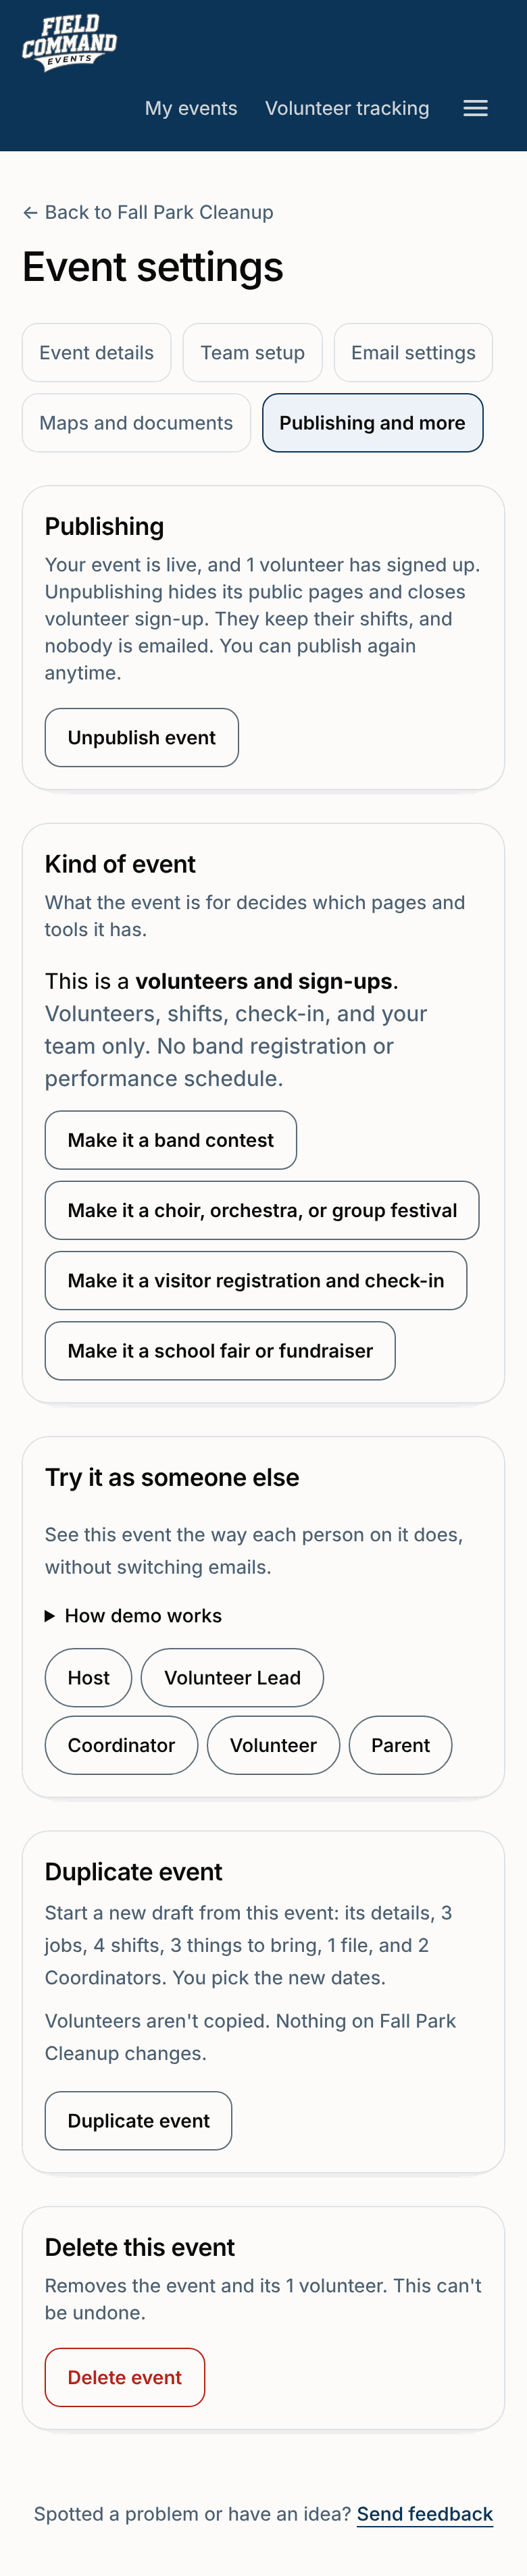 FIELD
COMMAND
EVENTS
My events
Volunteer tracking
← Back to Fall Park Cleanup
Event settings
Event details
Team setup
Email settings
Maps and documents
Publishing and more
Publishing
Your event is live, and 1 volunteer has signed up.
Unpublishing hides its public pages and closes
volunteer sign-up. They keep their shifts, and
nobody is emailed. You can publish again
anytime.
Unpublish event
Kind of event
What the event is for decides which pages and
tools it has.
This is a volunteers and sign-ups.
Volunteers, shifts, check-in, and your
team only. No band registration or
performance schedule.
Make it a band contest
Make it a choir, orchestra, or group festival
Make it a visitor registration and check-in
Make it a school fair or fundraiser
Try it as someone else
See this event the way each person on it does,
without switching emails.
▶ How demo works
Host
Volunteer Lead
Coordinator
Volunteer
Parent
Duplicate event
Start a new draft from this event: its details, 3
jobs, 4 shifts, 3 things to bring, 1 file, and 2
Coordinators. You pick the new dates.
Volunteers aren't copied. Nothing on Fall Park
Cleanup changes.
Duplicate event
Delete this event
Removes the event and its 1 volunteer. This can't
be undone.
Delete event
Spotted a problem or have an idea? Send feedback